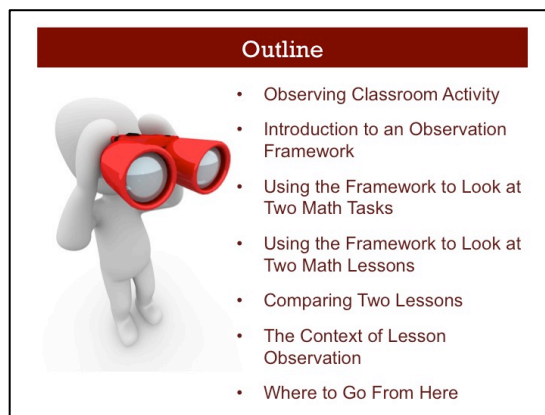 Outline
• Observing Classroom Activity
• Introduction to an Observation
Framework
• Using the Framework to Look at
Two Math Tasks
• Using the Framework to Look at
Two Math Lessons
• Comparing Two Lessons
• The Context of Lesson
Observation
• Where to Go From Here